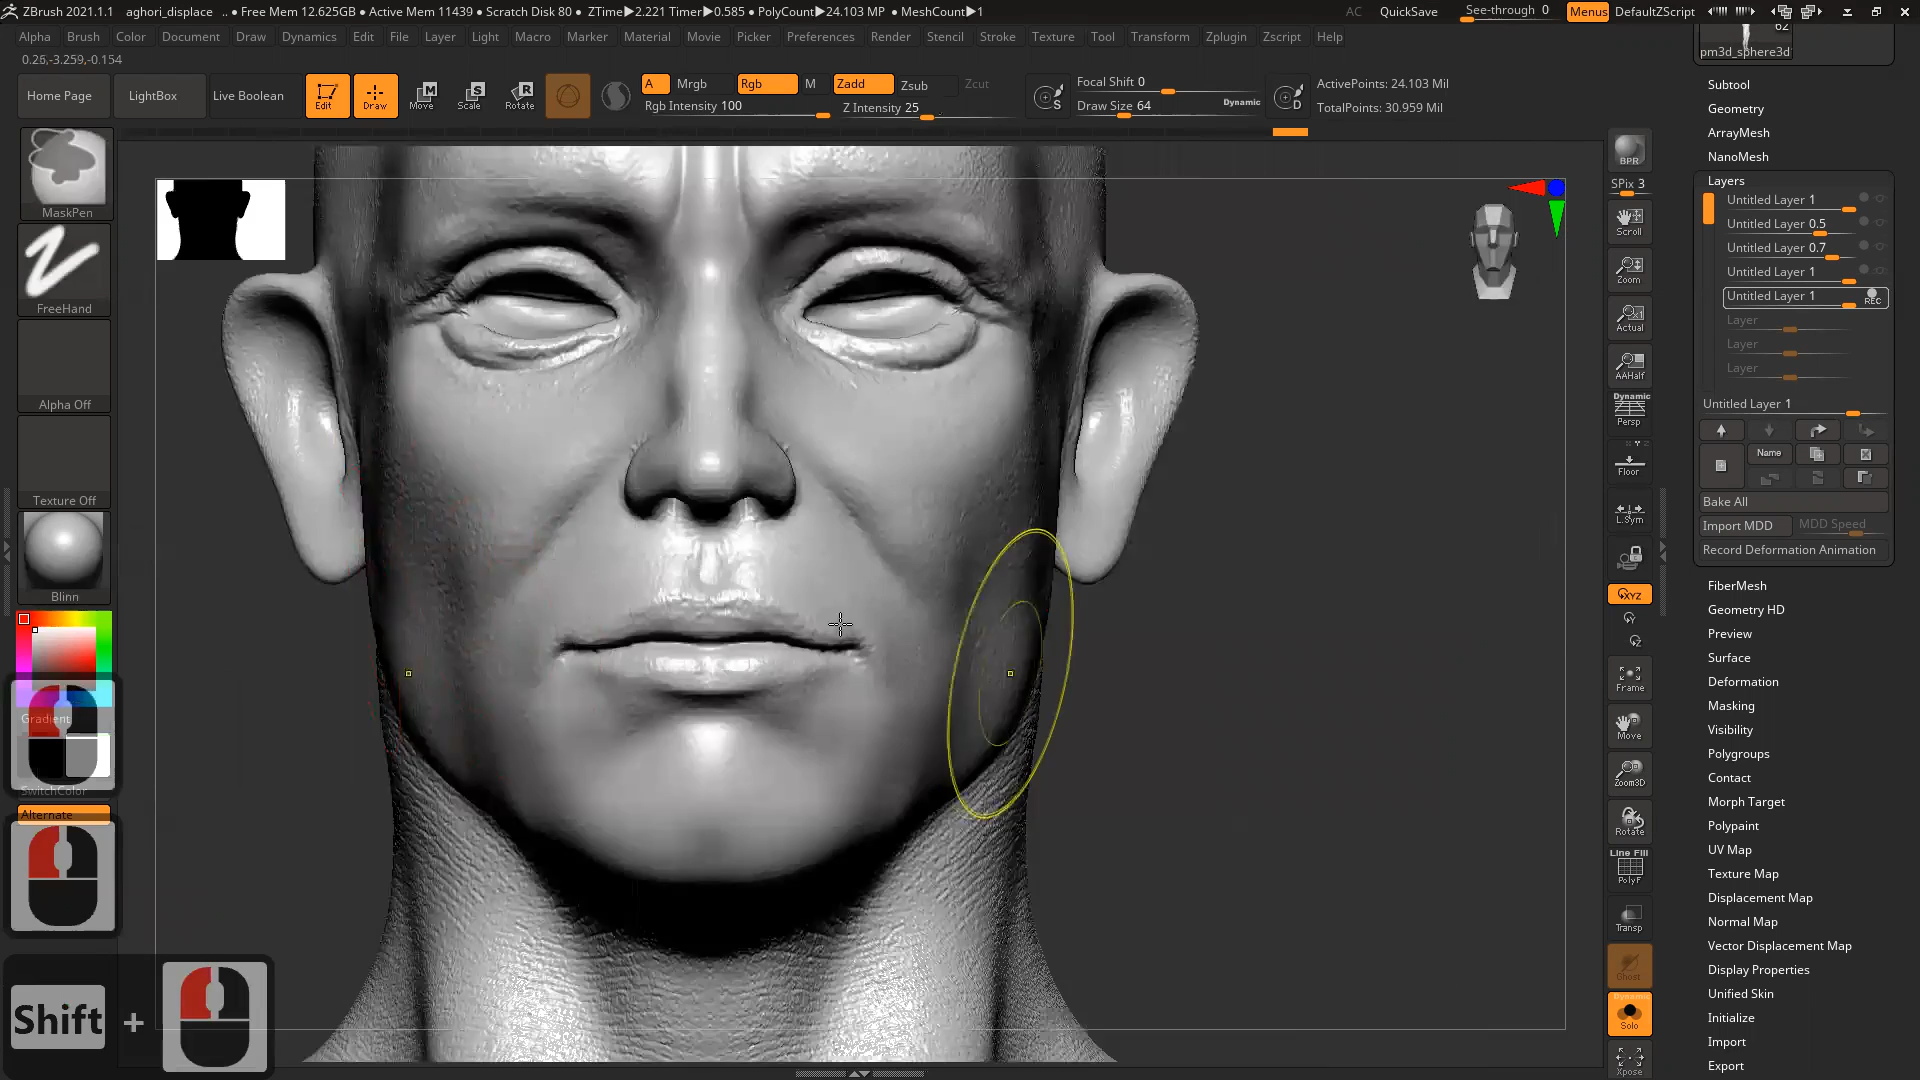 ZBrush 2021.1.1 aghori_displace .. • Free Mem 12.625GB • Active Mem 11439 • Scratch Disk 80 • ZTime▶2.221 Timer▶0.585 • PolyCount▶24.103 MP • MeshCount▶1
AC QuickSave See-through 0 Menus DefaultZScript
Alpha Brush Color Document Draw Dynamics Edit File Layer Light Macro Marker Material Movie Picker Preferences Render Stencil Stroke Texture Tool Transform Zplugin Zscript Help
0.26,-3.259,-0.154
Home Page LightBox Live Boolean Edit Draw Move Scale Rotate
A Mrgb Rgb M Zadd Zsub Zcut
Rgb Intensity 100 Z Intensity 25
Focal Shift 0
Draw Size 64 Dynamic
S
D
ActivePoints: 24.103 Mil
TotalPoints: 30.959 Mil
MaskPen
FreeHand
Alpha Off
Texture Off
Blinn
Gradient
SwitchColor
Alternate
Shift +
BPR
SPix 3
Scroll
Zoom
Actual
AAHalf
Dynamic
Persp
Floor
L.Sym
XYZ
Frame
Move
Zoom3D
Rotate
Line Fill
PolyF
Transp
Ghost
Dynamic
Solo
Xpose
62
pm3d_sphere3d
Subtool
Geometry
ArrayMesh
NanoMesh
Layers
Untitled Layer 1
Untitled Layer 0.5
Untitled Layer 0.7
Untitled Layer 1
Untitled Layer 1 REC
Layer
Layer
Layer
Untitled Layer 1
Name
Bake All
Import MDD MDD Speed
Record Deformation Animation
FiberMesh
Geometry HD
Preview
Surface
Deformation
Masking
Visibility
Polygroups
Contact
Morph Target
Polypaint
UV Map
Texture Map
Displacement Map
Normal Map
Vector Displacement Map
Display Properties
Unified Skin
Initialize
Import
Export